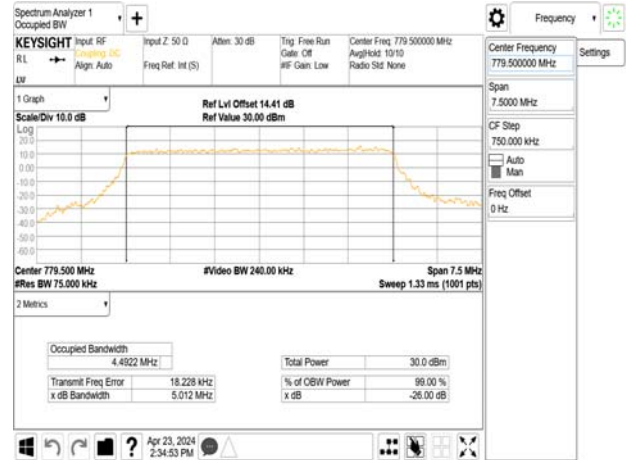 Spectrum Analyzer 1
Occupied BW
Frequency
KEYSIGHT
Input: RF
Coupling: DC
Align: Auto
Input Z: 50 Ω
Freq Ref: Int (S)
Atten: 30 dB
Trig: Free Run
Gate: Off
#IF Gain: Low
Center Freq: 779.500000 MHz
Avg|Hold: 10/10
Radio Std: None
RL
LXI
Center Frequency
779.500000 MHz
Settings
Span
7.5000 MHz
CF Step
750.000 kHz
Auto
Man
Freq Offset
0 Hz
1 Graph
Scale/Div 10.0 dB
Ref Lvl Offset 14.41 dB
Ref Value 30.00 dBm
Log
20.0
10.0
0.00
-10.0
-20.0
-30.0
-40.0
-50.0
-60.0
Center 779.500 MHz
#Video BW 240.00 kHz
Span 7.5 MHz
#Res BW 75.000 kHz
Sweep 1.33 ms (1001 pts)
2 Metrics
Occupied Bandwidth
4.4922 MHz
Total Power 30.0 dBm
Transmit Freq Error 18.228 kHz
% of OBW Power 99.00 %
x dB Bandwidth 5.012 MHz
x dB -26.00 dB
?
Apr 23, 2024
2:34:53 PM